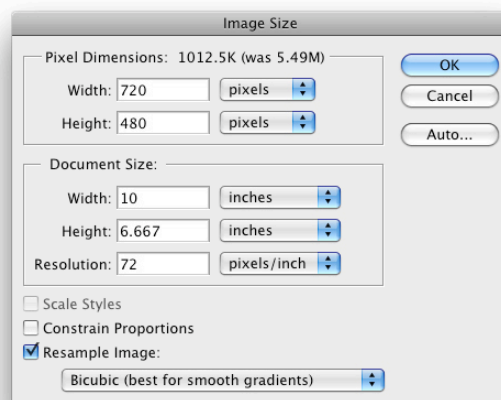 Image Size
Pixel Dimensions: 1012.5K (was 5.49M)
OK
Width: 720 pixels
Cancel
Height: 480 pixels
Auto...
Document Size:
Width: 10 inches
Height: 6.667 inches
Resolution: 72 pixels/inch
Scale Styles
Constrain Proportions
Resample Image:
Bicubic (best for smooth gradients)